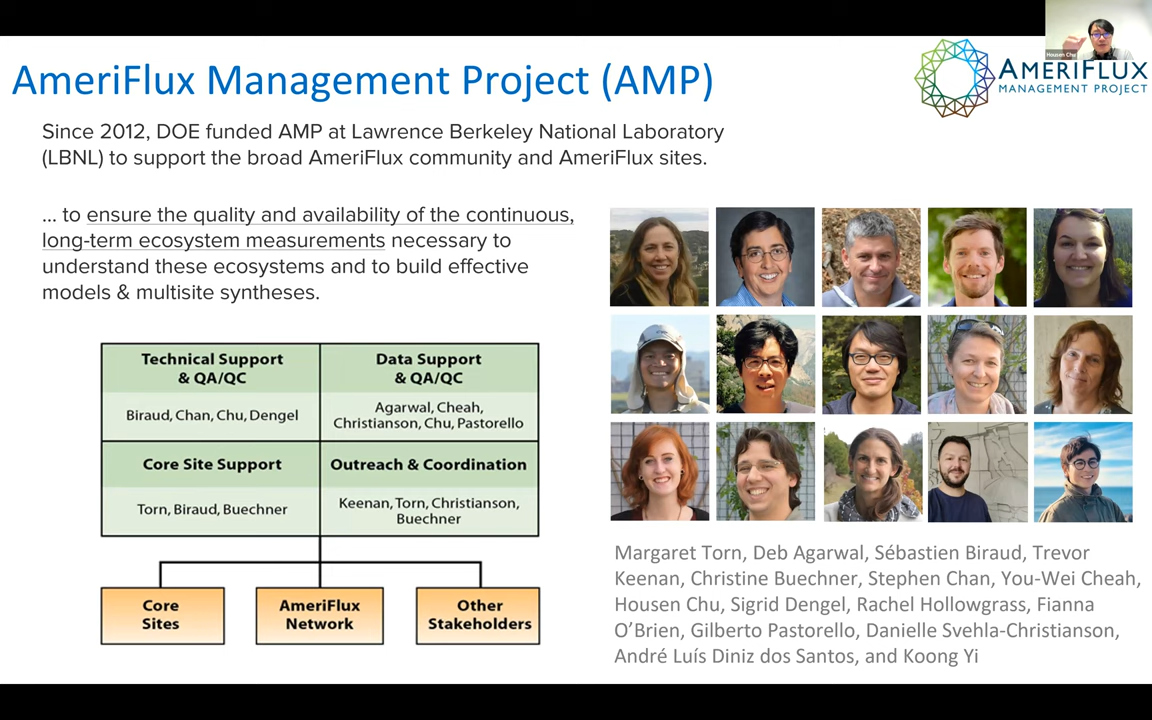 Housen Chu
AmeriFlux Management Project (AMP)
AMERIFLUX
MANAGEMENT PROJECT
Since 2012, DOE funded AMP at Lawrence Berkeley National Laboratory
(LBNL) to support the broad AmeriFlux community and AmeriFlux sites.
... to ensure the quality and availability of the continuous,
long-term ecosystem measurements necessary to
understand these ecosystems and to build effective
models & multisite syntheses.
Technical Support
& QA/QC
Biraud, Chan, Chu, Dengel
Data Support
& QA/QC
Agarwal, Cheah,
Christianson, Chu, Pastorello
Core Site Support
Torn, Biraud, Buechner
Outreach & Coordination
Keenan, Torn, Christianson,
Buechner
Core
Sites
AmeriFlux
Network
Other
Stakeholders
Margaret Torn, Deb Agarwal, Sébastien Biraud, Trevor
Keenan, Christine Buechner, Stephen Chan, You-Wei Cheah,
Housen Chu, Sigrid Dengel, Rachel Hollowgrass, Fianna
O’Brien, Gilberto Pastorello, Danielle Svehla-Christianson,
André Luís Diniz dos Santos, and Koong Yi